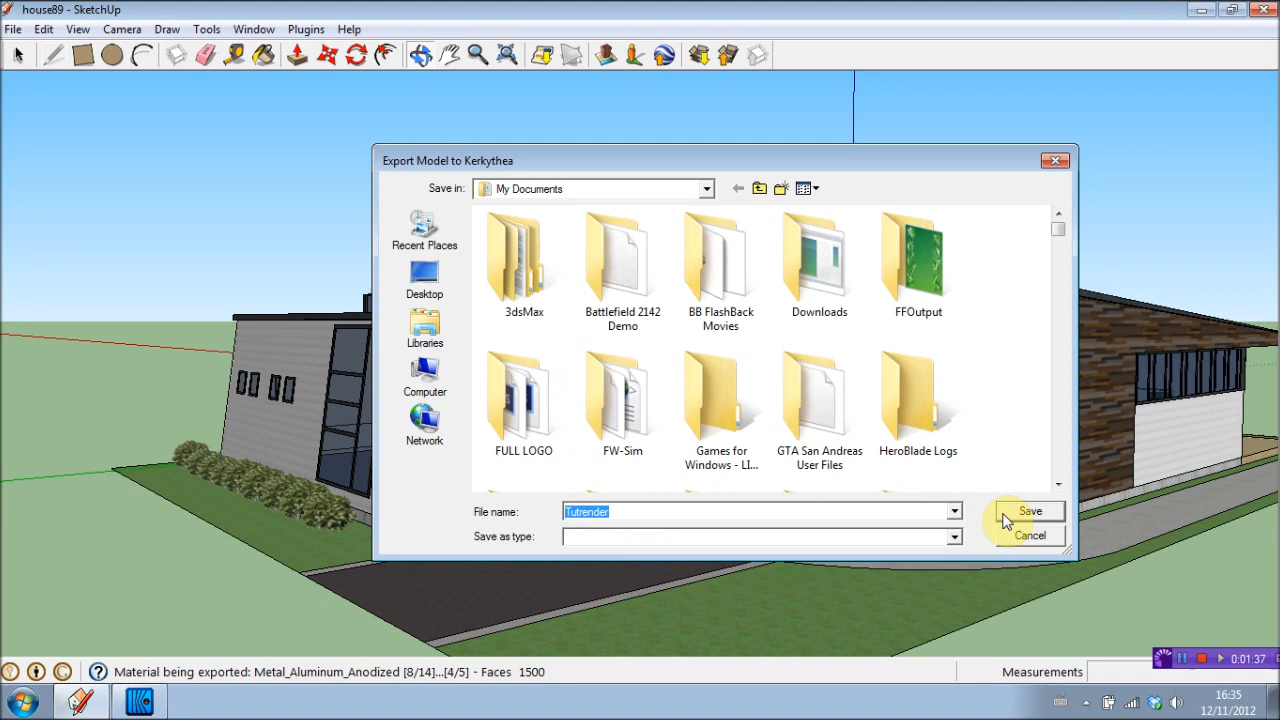 house89 - SketchUp
File Edit View Camera Draw Tools Window Plugins Help
Export Model to Kerkythea
Save in: My Documents
Recent Places
Desktop
Libraries
Computer
Network
3dsMax
Battlefield 2142 Demo
BB FlashBack Movies
Downloads
FFOutput
FULL LOGO
FW-Sim
Games for Windows - LI...
GTA San Andreas User Files
HeroBlade Logs
File name: Tutrender Save
Save as type: Cancel
Material being exported: Metal_Aluminum_Anodized [8/14]...[4/5] - Faces 1500 Measurements
0:01:37
16:35
12/11/2012